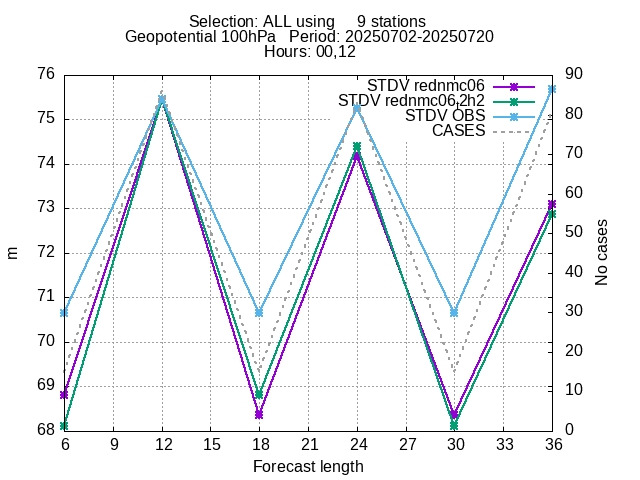 Selection: ALL using     9 stations
Geopotential 100hPa   Period: 20250702-20250720
Hours: 00,12
STDV rednmc06
STDV rednmc06.2h2
STDV OBS
CASES
76
75
74
73
72
71
70
69
68
m
90
80
70
60
50
40
30
20
10
0
No cases
6 9 12 15 18 21 24 27 30 33 36
Forecast length